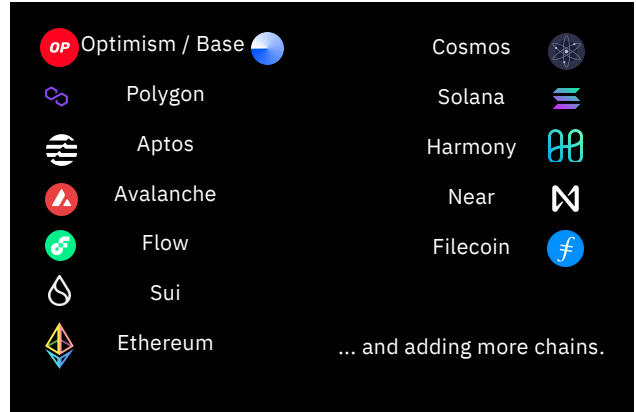 OP Optimism / Base
Polygon
Aptos
Avalanche
Flow
Sui
Ethereum
Cosmos
Solana
Harmony
Near
Filecoin
... and adding more chains.